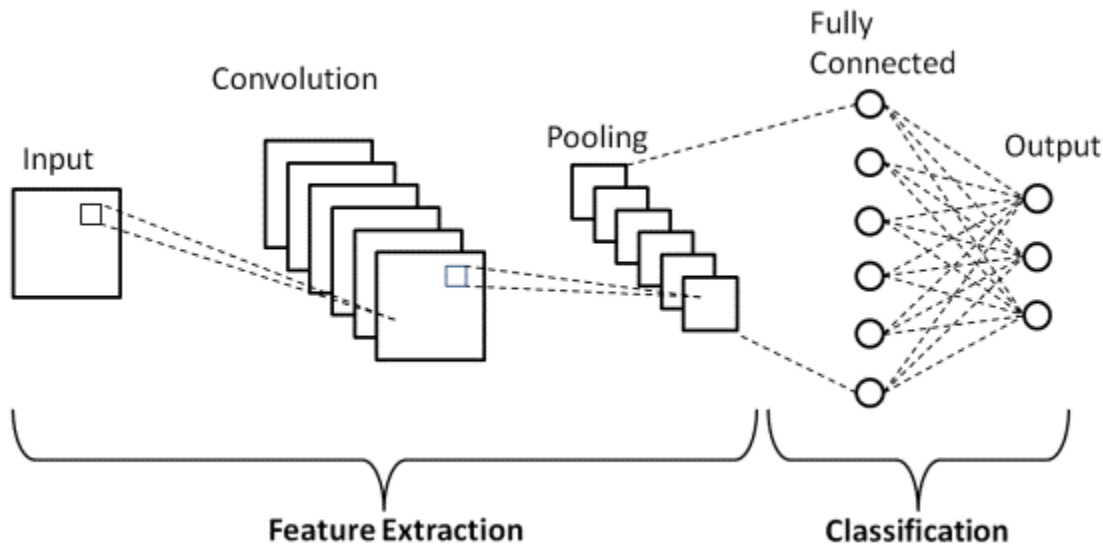 Input
Convolution
Pooling
Fully
Connected
Output
Feature Extraction
Classification